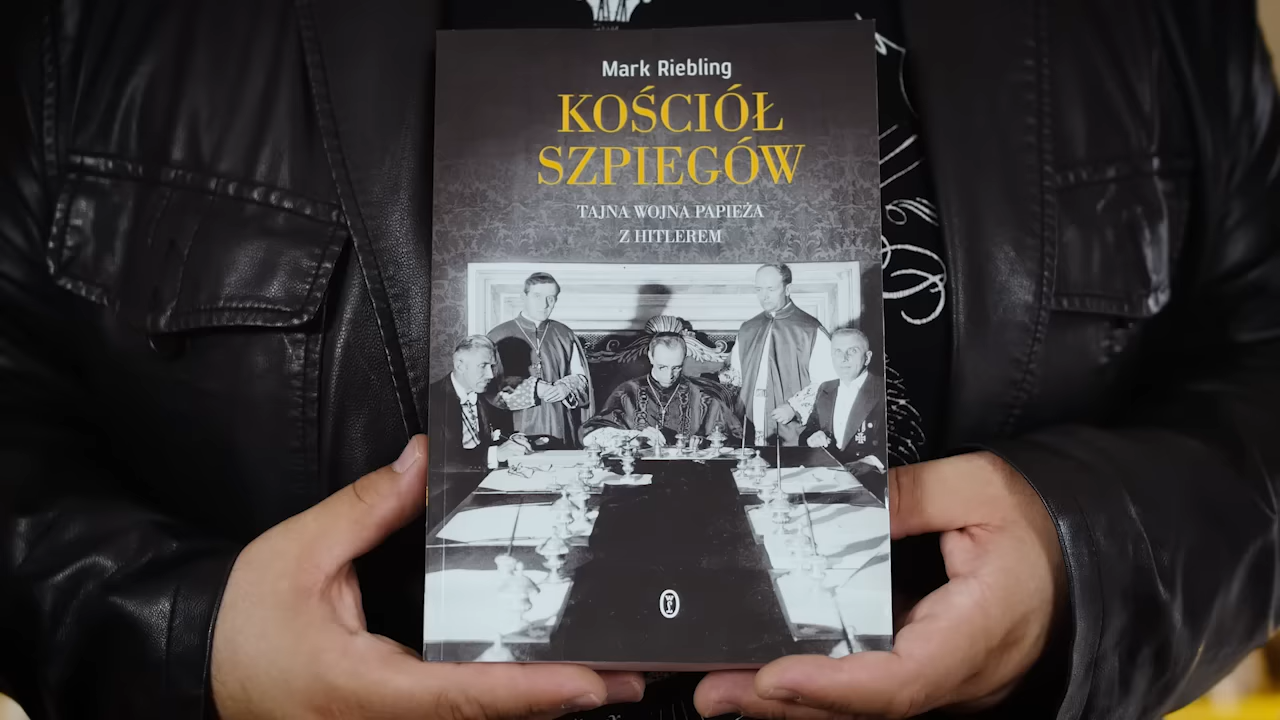 Mark Riebling
KOŚCIÓŁ
SZPIEGÓW
TAJNA WOJNA PAPIEŻA
Z HITLEREM